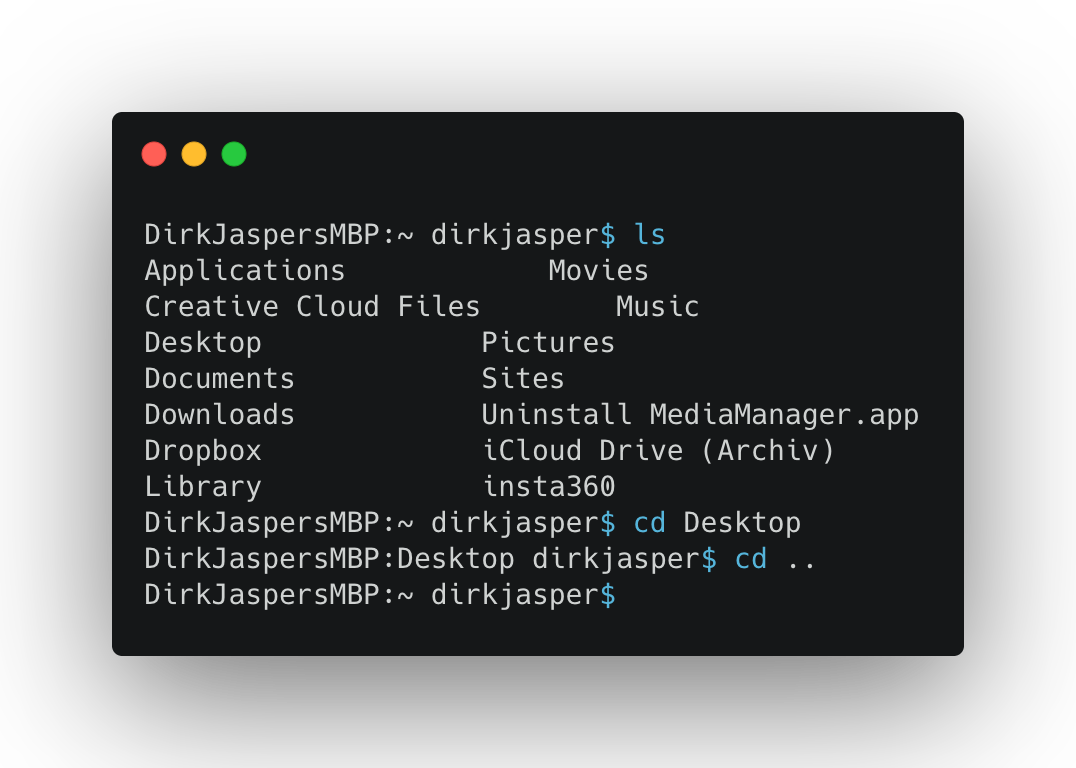 DirkJaspersMBP:~ dirkjasper$ ls
Applications            Movies
Creative Cloud Files        Music
Desktop             Pictures
Documents           Sites
Downloads           Uninstall MediaManager.app
Dropbox             iCloud Drive (Archiv)
Library             insta360
DirkJaspersMBP:~ dirkjasper$ cd Desktop
DirkJaspersMBP:Desktop dirkjasper$ cd ..
DirkJaspersMBP:~ dirkjasper$